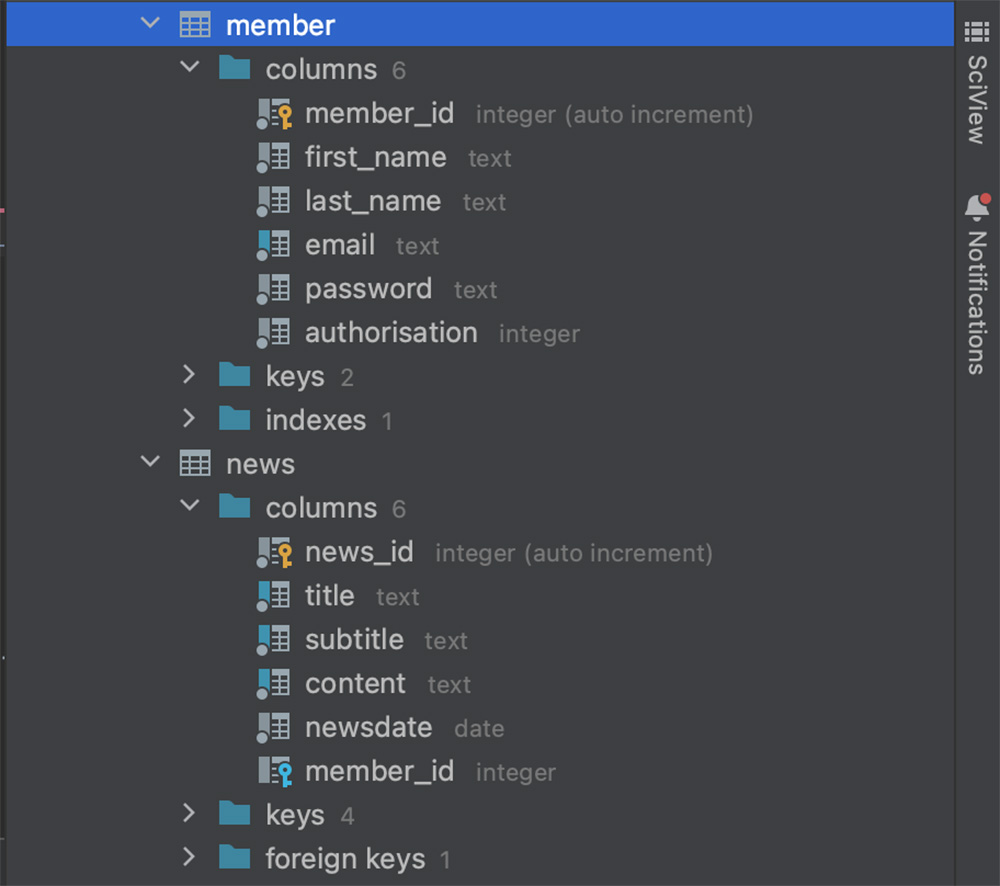 member
columns 6
member_id integer (auto increment)
first_name text
last_name text
email text
password text
authorisation integer
keys 2
indexes 1
news
columns 6
news_id integer (auto increment)
title text
subtitle text
content text
newsdate date
member_id integer
keys 4
foreign keys 1
SciView
Notifications